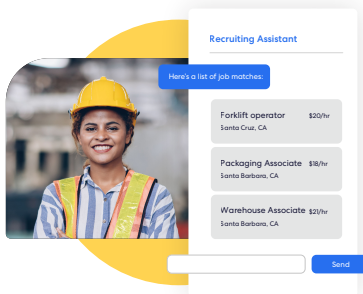 Recruiting Assistant
Here's a list of job matches:
Forklift operator $20/hr
Santa Cruz, CA
Packaging Associate $18/hr
Santa Barbara, CA
Warehouse Associate $21/hr
Santa Barbara, CA
Send